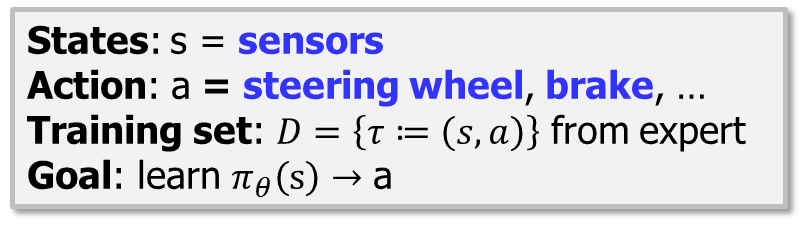 States: s = sensors
Action: a = steering wheel, brake, ...
Training set: D = {τ ≔ (s, a)} from expert
Goal: learn π_θ(s) → a